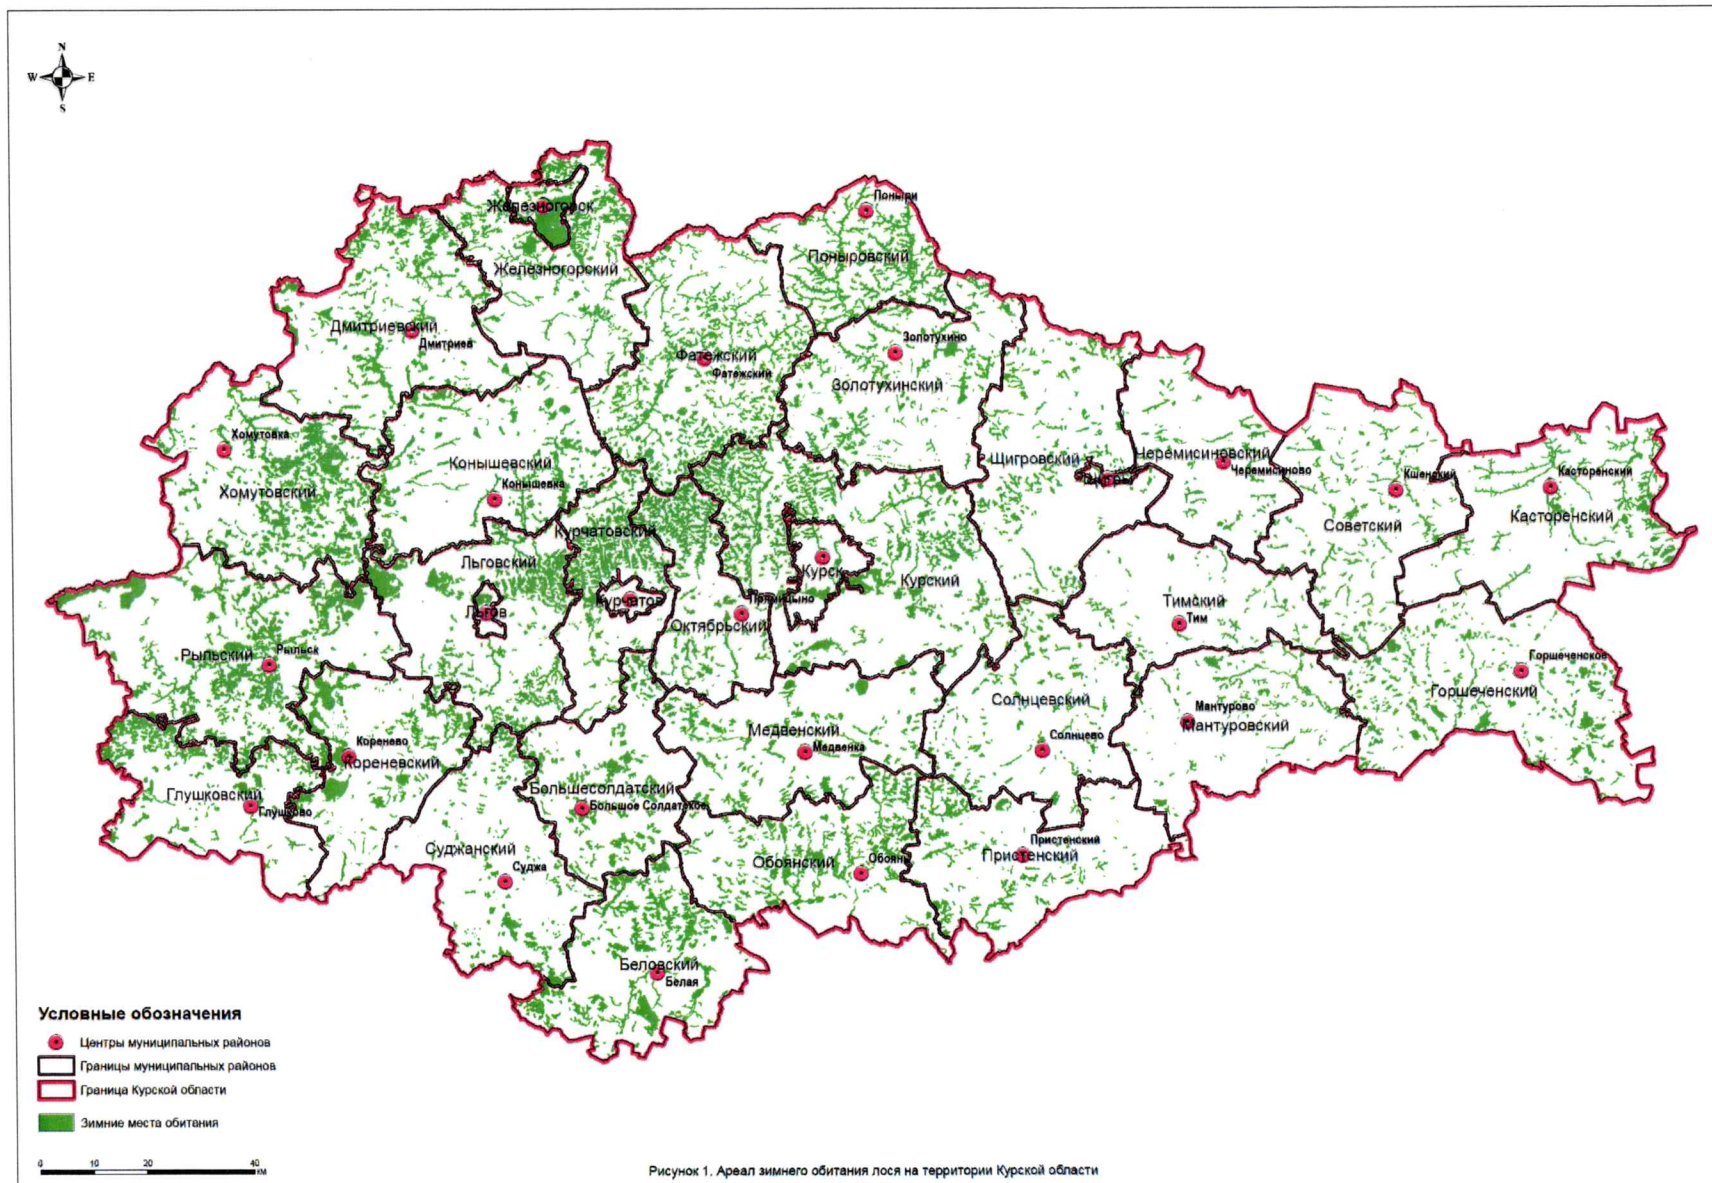 N
W E
S
Поныри
Железногорск
Поныровский
Железногорский
Дмитриевский
Дмитриев
Золотухино
Фатежский
Фатежский
Золотухинский
Хомутовка
Конышевский
Щигровский
Черемисиновский
Черемисиново
Кшенский
Касторенский
Хомутовский
Конышевка
Щигры
Касторенский
Советский
Курчатовский
Льговский
Курск
Курский
Курчатов
Прямицыно
Тимский
Льгов
Октябрьский
Тим
Рыльский
Рыльск
Горшеченское
Горшеченский
Солнцевский
Мантурово
Медвенский
Мантуровский
Солнцево
Коренево
Медвенка
Кореневский
Большесолдатский
Глушковский
Большое Солдатское
Глушково
Пристенский
Суджанский
Обоянский
Обоянь
Пристенский
Суджа
Беловский
Белая
Условные обозначения
Центры муниципальных районов
Границы муниципальных районов
Граница Курской области
Зимние места обитания
0 10 20 40
КМ
Рисунок 1. Ареал зимнего обитания лося на территории Курской области